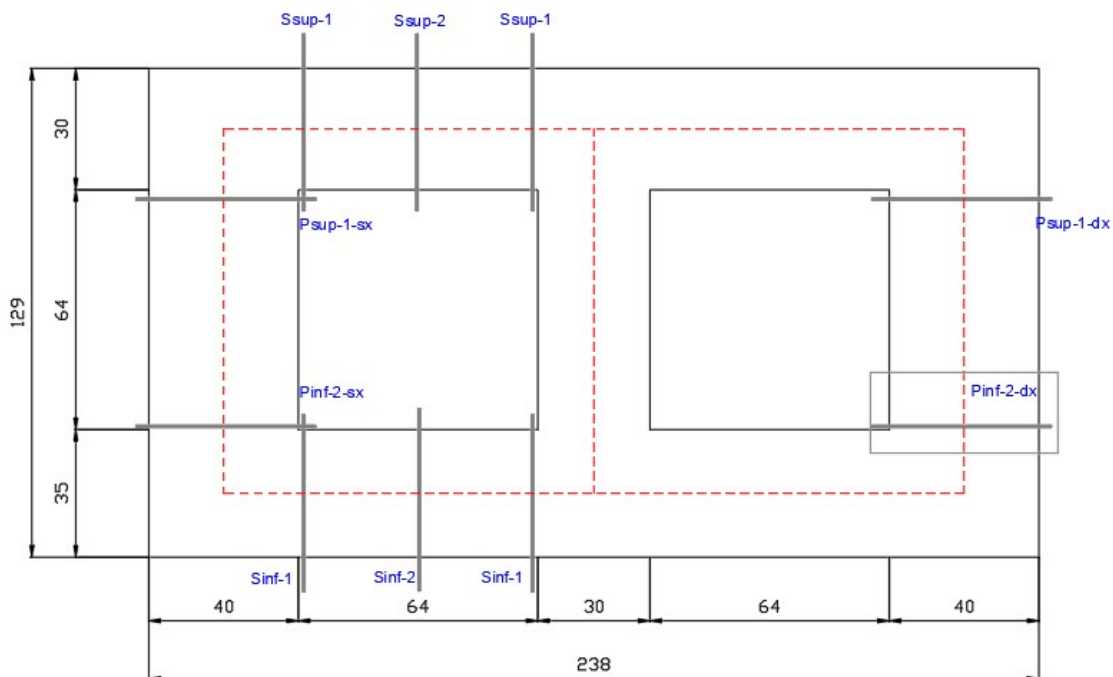 Ssup-1
Ssup-2
Ssup-1
30
Psup-1-sx
Psup-1-dx
64
129
Pinf-2-sx
Pinf-2-dx
35
Sinf-1
Sinf-2
Sinf-1
40
64
30
64
40
238